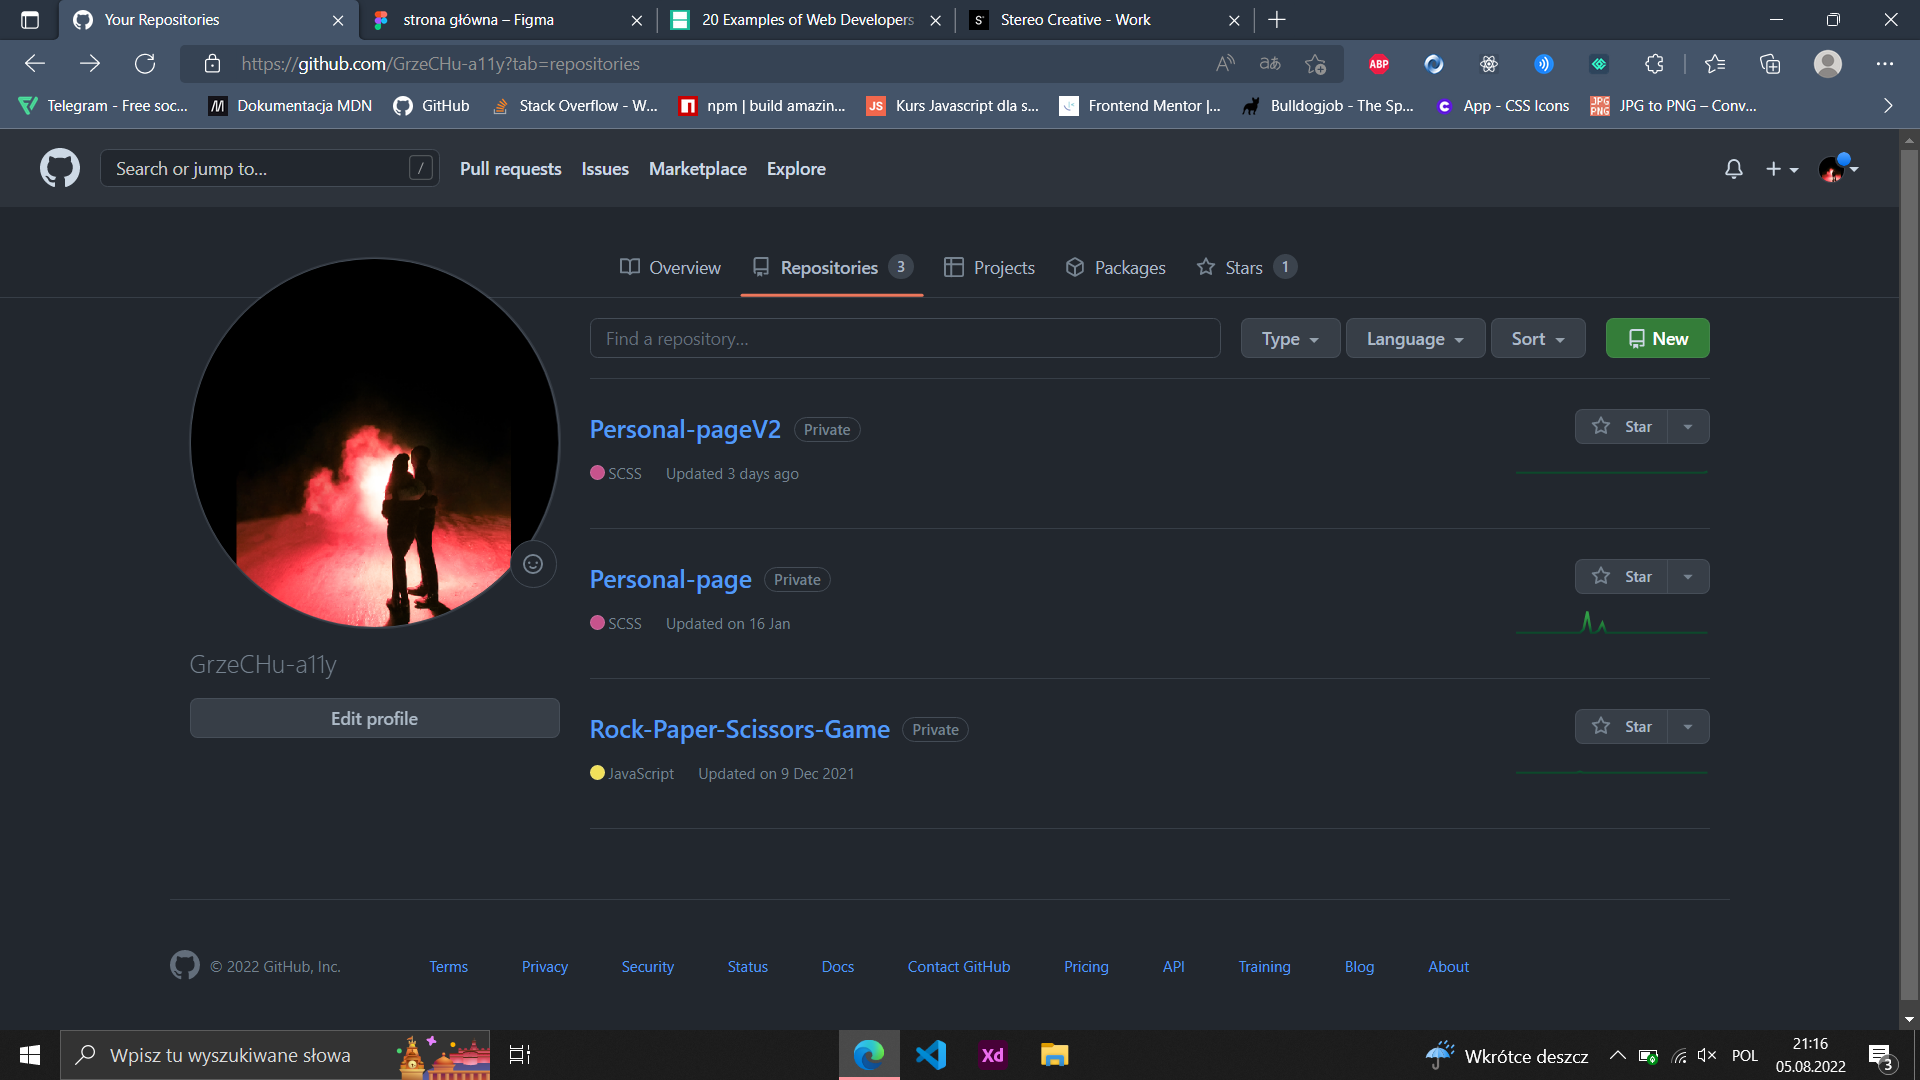 Your Repositories
strona główna – Figma
20 Examples of Web Developers
Stereo Creative - Work
https://github.com/GrzeCHu-a11y?tab=repositories
ABP
Telegram - Free soc...
Dokumentacja MDN
GitHub
Stack Overflow - W...
npm | build amazin...
JS
Kurs Javascript dla s...
Frontend Mentor |...
Bulldogjob - The Sp...
App - CSS Icons
JPG PNG
JPG to PNG – Conv...
Search or jump to...
/
Pull requests
Issues
Marketplace
Explore
Overview
Repositories 3
Projects
Packages
Stars 1
Find a repository...
Type
Language
Sort
New
Personal-pageV2 Private
Star
SCSS Updated 3 days ago
Personal-page Private
Star
SCSS Updated on 16 Jan
GrzeCHu-a11y
Edit profile
Rock-Paper-Scissors-Game Private
Star
JavaScript Updated on 9 Dec 2021
© 2022 GitHub, Inc.
Terms
Privacy
Security
Status
Docs
Contact GitHub
Pricing
API
Training
Blog
About
Wpisz tu wyszukiwane słowa
Xd
Wkrótce deszcz
POL
21:16
05.08.2022
3